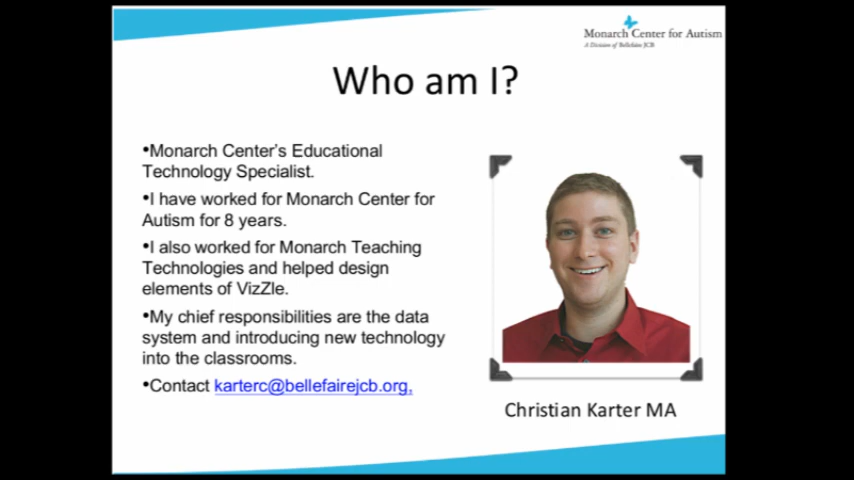 Monarch Center for Autism
A Division of Bellefaire JCB
Who am I?
•Monarch Center's Educational
Technology Specialist.
•I have worked for Monarch Center for
Autism for 8 years.
•I also worked for Monarch Teaching
Technologies and helped design
elements of VizZle.
•My chief responsibilities are the data
system and introducing new technology
into the classrooms.
•Contact karterc@bellefairejcb.org,
Christian Karter MA